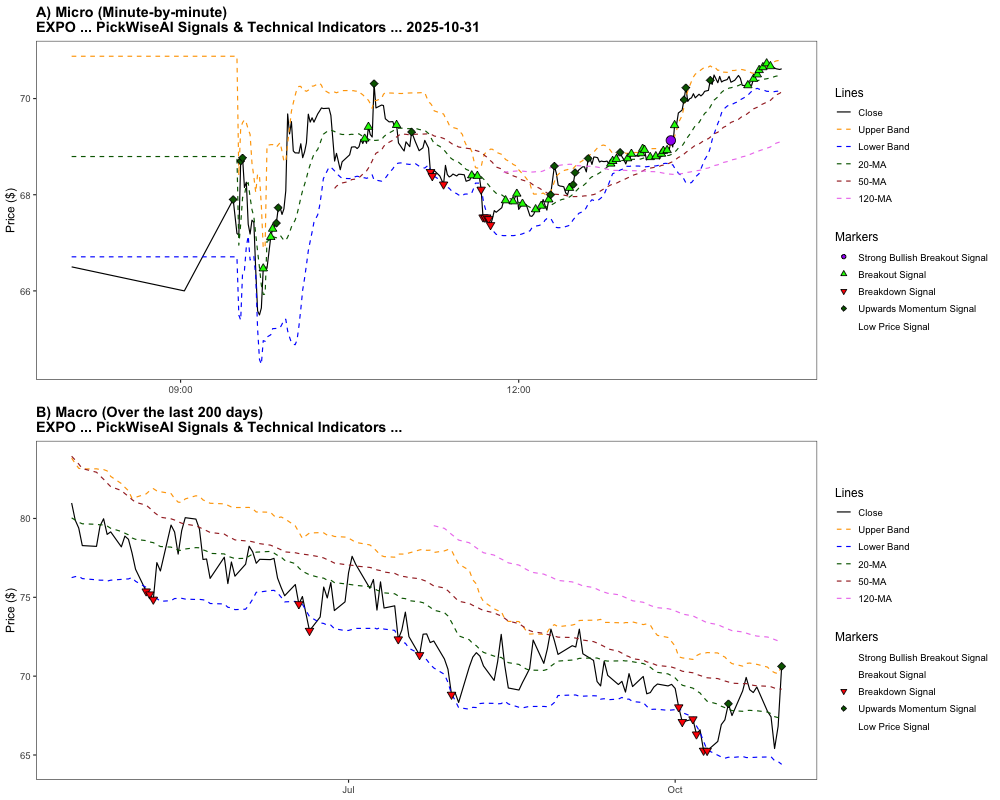 A) Micro (Minute-by-minute)
EXPO ... PickWiseAI Signals & Technical Indicators ... 2025-10-31
Price ($)
70
68
66
09:00
12:00
Lines
Close
Upper Band
Lower Band
20-MA
50-MA
120-MA
Markers
Strong Bullish Breakout Signal
Breakout Signal
Breakdown Signal
Upwards Momentum Signal
Low Price Signal
B) Macro (Over the last 200 days)
EXPO ... PickWiseAI Signals & Technical Indicators ...
Price ($)
80
75
70
65
Jul
Oct
Lines
Close
Upper Band
Lower Band
20-MA
50-MA
120-MA
Markers
Strong Bullish Breakout Signal
Breakout Signal
Breakdown Signal
Upwards Momentum Signal
Low Price Signal